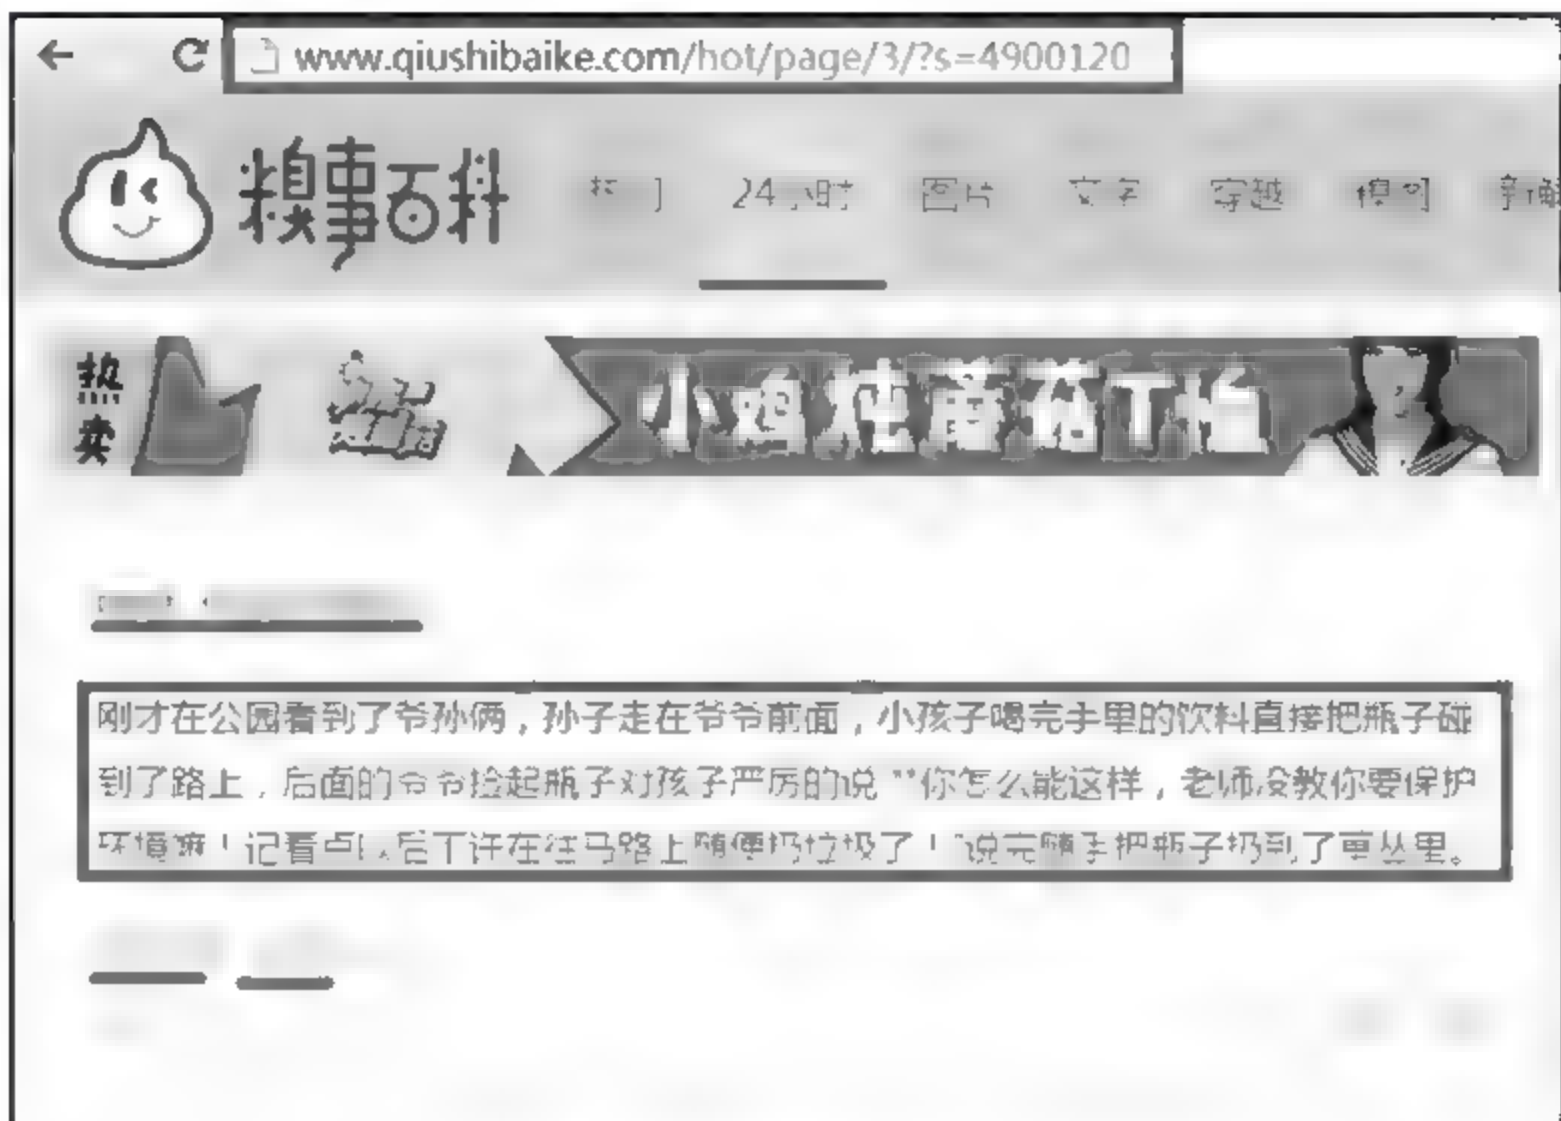 www.qiushibaike.com/hot/page/3/?s=4900120
糗事百科
24小时 图片 文字 穿越
热卖
刚才在公园看到了爷孙俩，孙子走在爷爷前面，小孩子喝完手里的饮料直接把瓶子碰
到了路上，后面的爷爷捡起瓶子对孩子严厉的说“你怎么能这样，老师没教你要保护
环境嘛！记着点以后不许在往马路上随便扔垃圾了！”说完随手把瓶子扔到了草丛里。